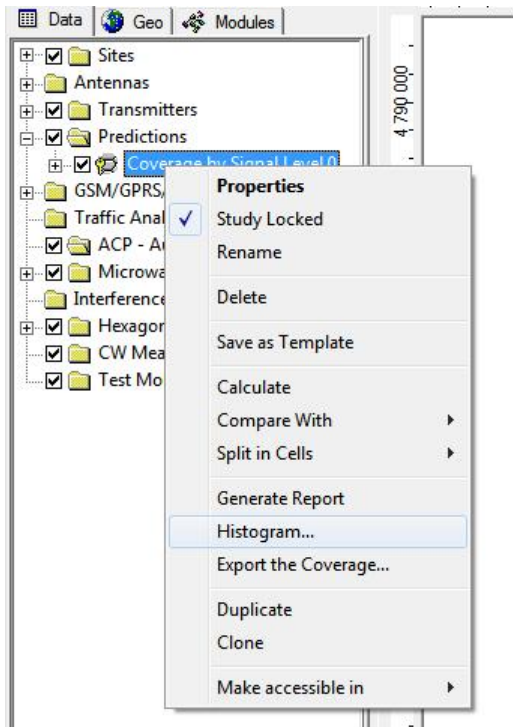 Data Geo Modules
Sites
Antennas
Transmitters
Predictions
Coverage by Signal Level 0
GSM/GPRS/
Traffic Anal
ACP - Au
Microwa
Interference
Hexagon
CW Mea
Test Mo
4 790 000
Properties
Study Locked
Rename
Delete
Save as Template
Calculate
Compare With
Split in Cells
Generate Report
Histogram...
Export the Coverage...
Duplicate
Clone
Make accessible in